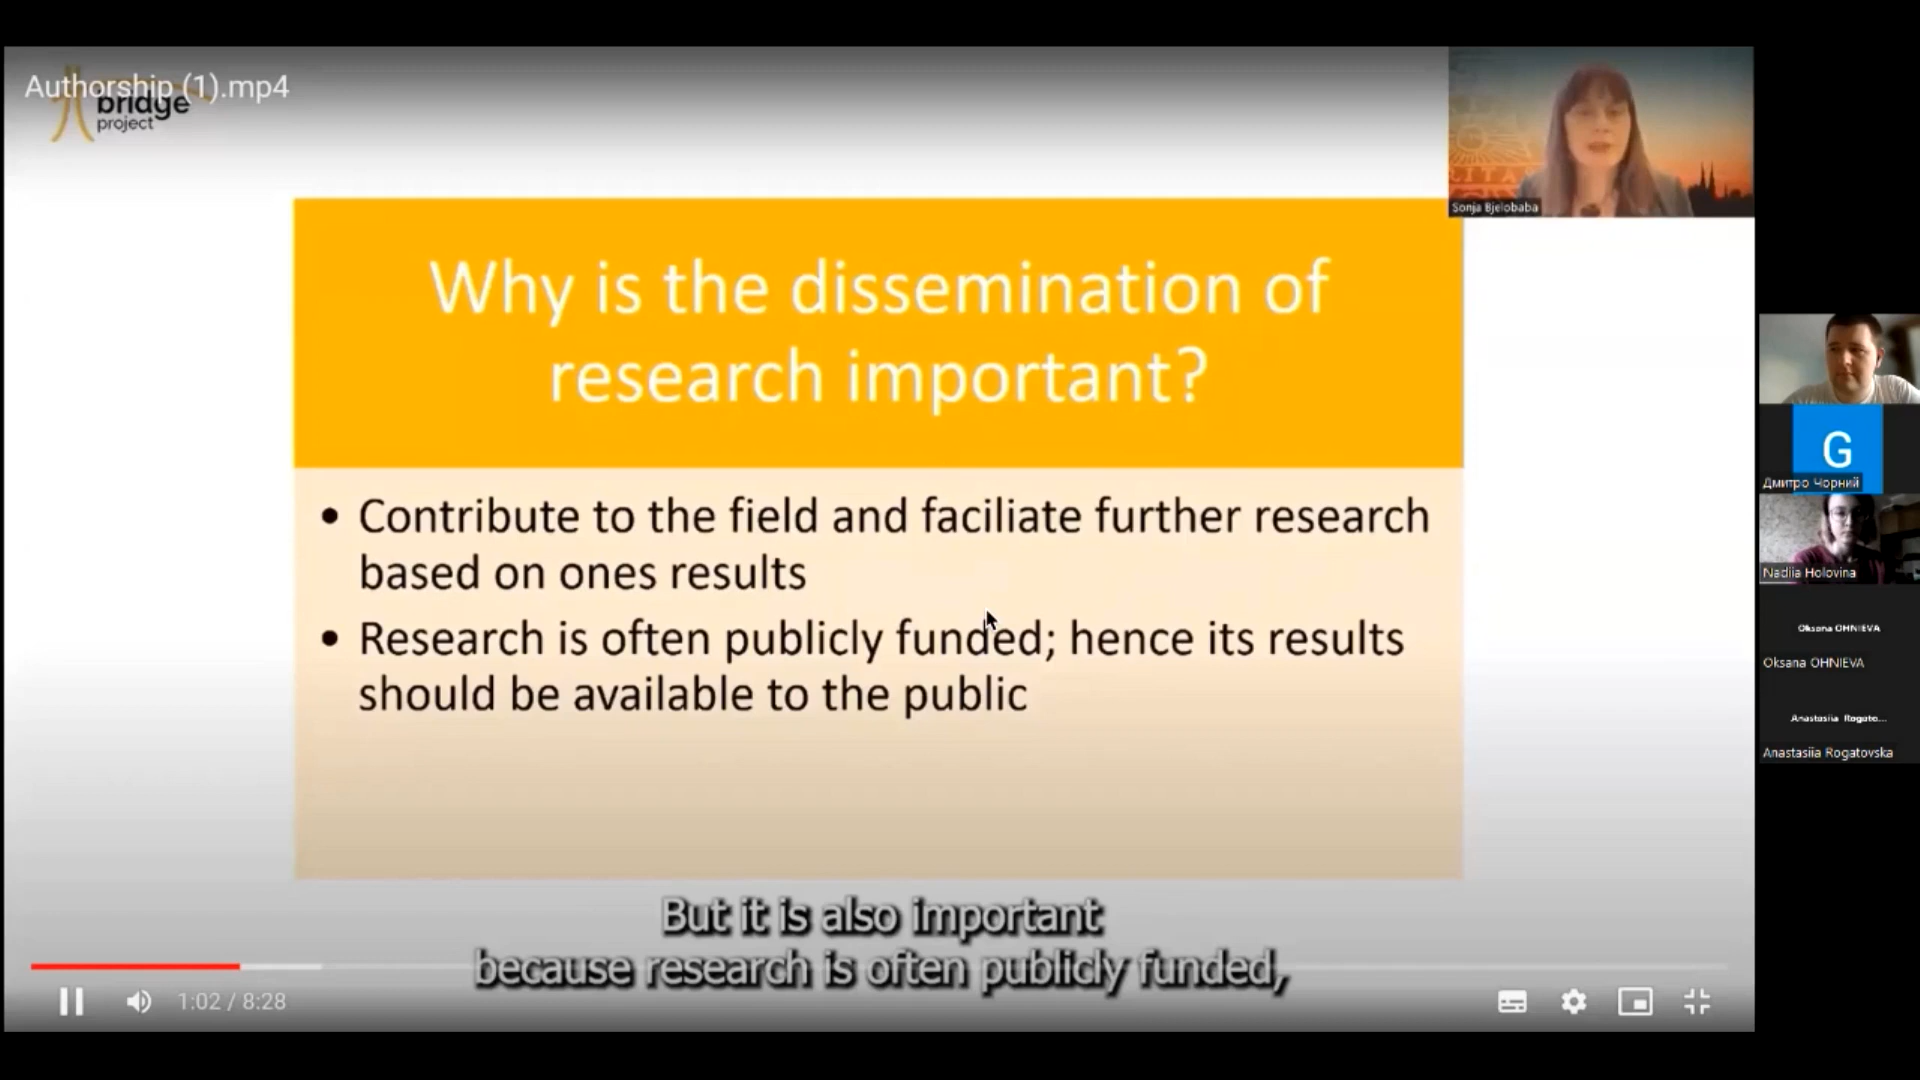 Authorship (1).mp4
bridge
project
Sonja Bjelobaba
Why is the dissemination of
research important?
• Contribute to the field and faciliate further research
based on ones results
• Research is often publicly funded; hence its results
should be available to the public
But it is also important
because research is often publicly funded,
1:02 / 8:28
G
Дмитро Чорний
Nadiia Holovina
Oksana OHNIEVA
Oksana OHNIEVA
Anastasiia Rogato...
Anastasiia Rogatovska